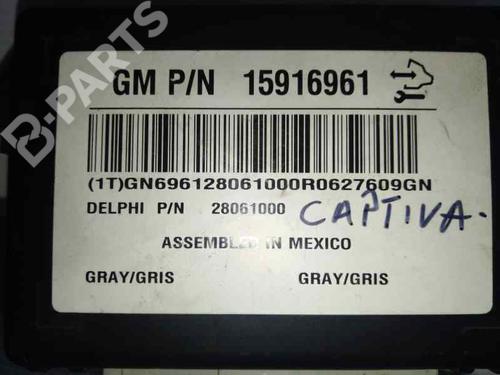 B-PARTS
GM P/N 15916961
(1T)GN696128061000R0627609GN
DELPHI P/N 28061000
CAPTIVA.
ASSEMBLED IN MEXICO
GRAY/GRIS GRAY/GRIS